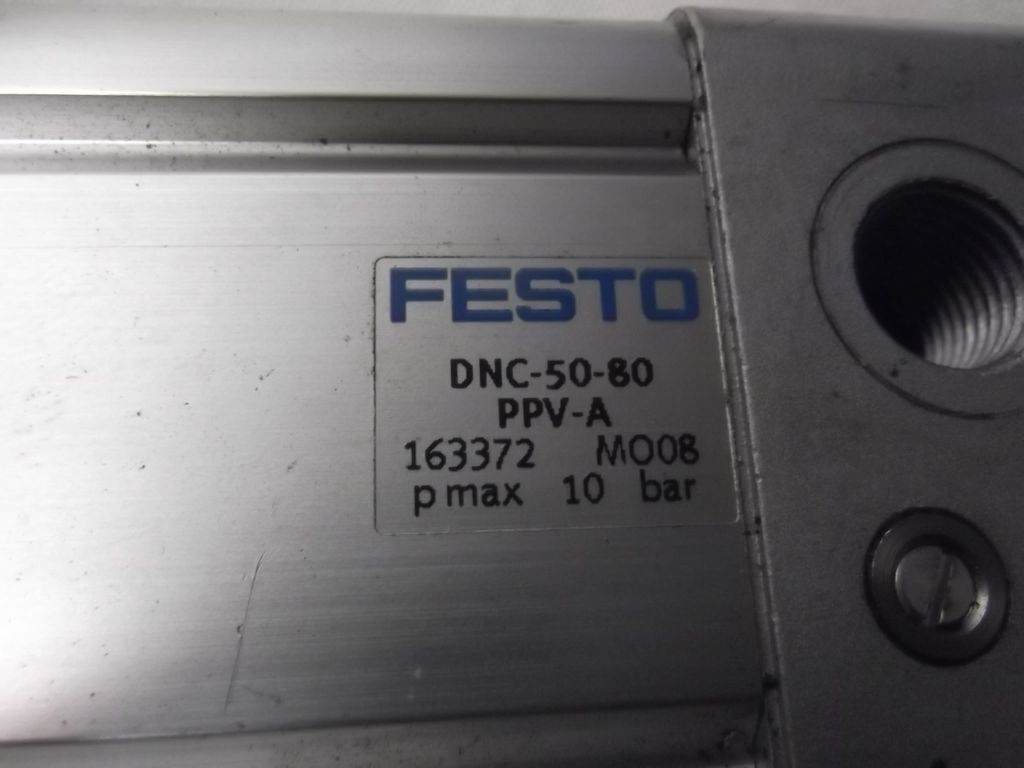 FESTO
DNC-50-80
PPV-A
163372 MO08
p max 10 bar